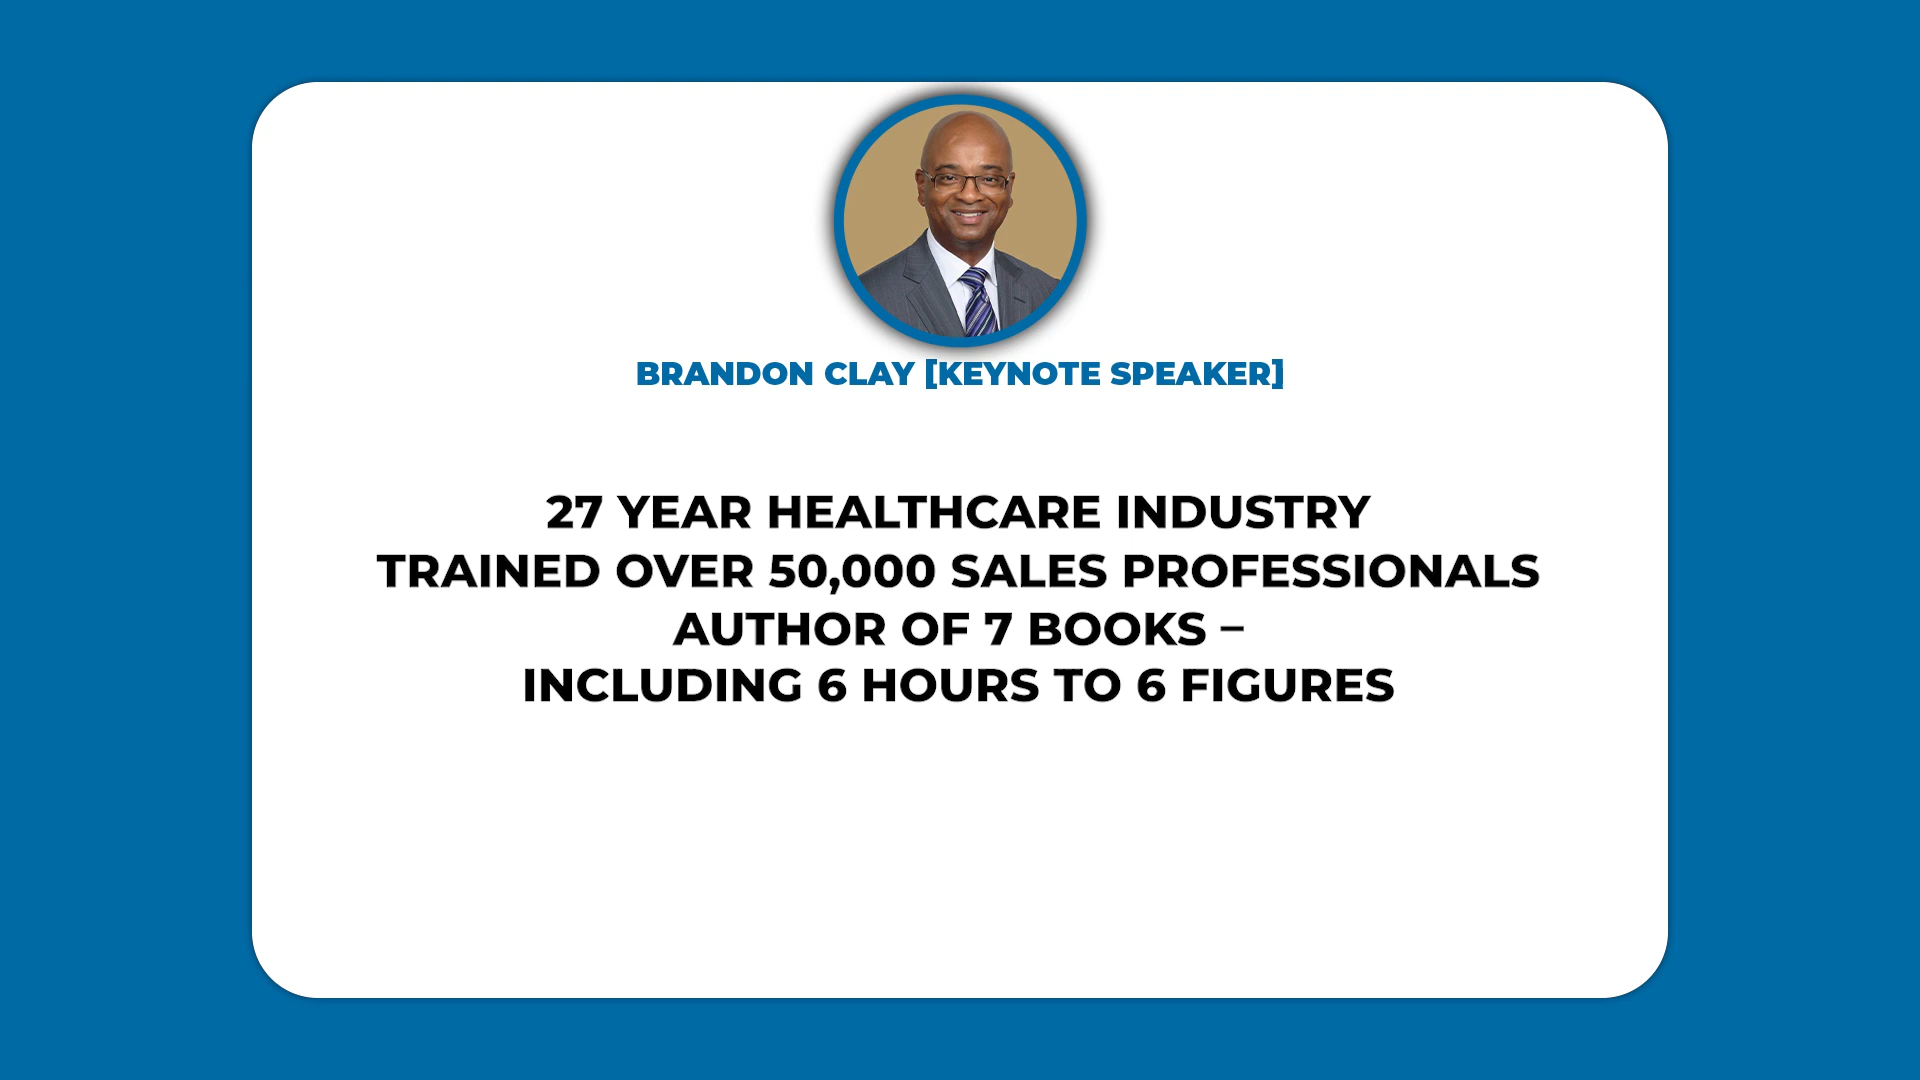 BRANDON CLAY [KEYNOTE SPEAKER]
27 YEAR HEALTHCARE INDUSTRY
TRAINED OVER 50,000 SALES PROFESSIONALS
AUTHOR OF 7 BOOKS –
INCLUDING 6 HOURS TO 6 FIGURES